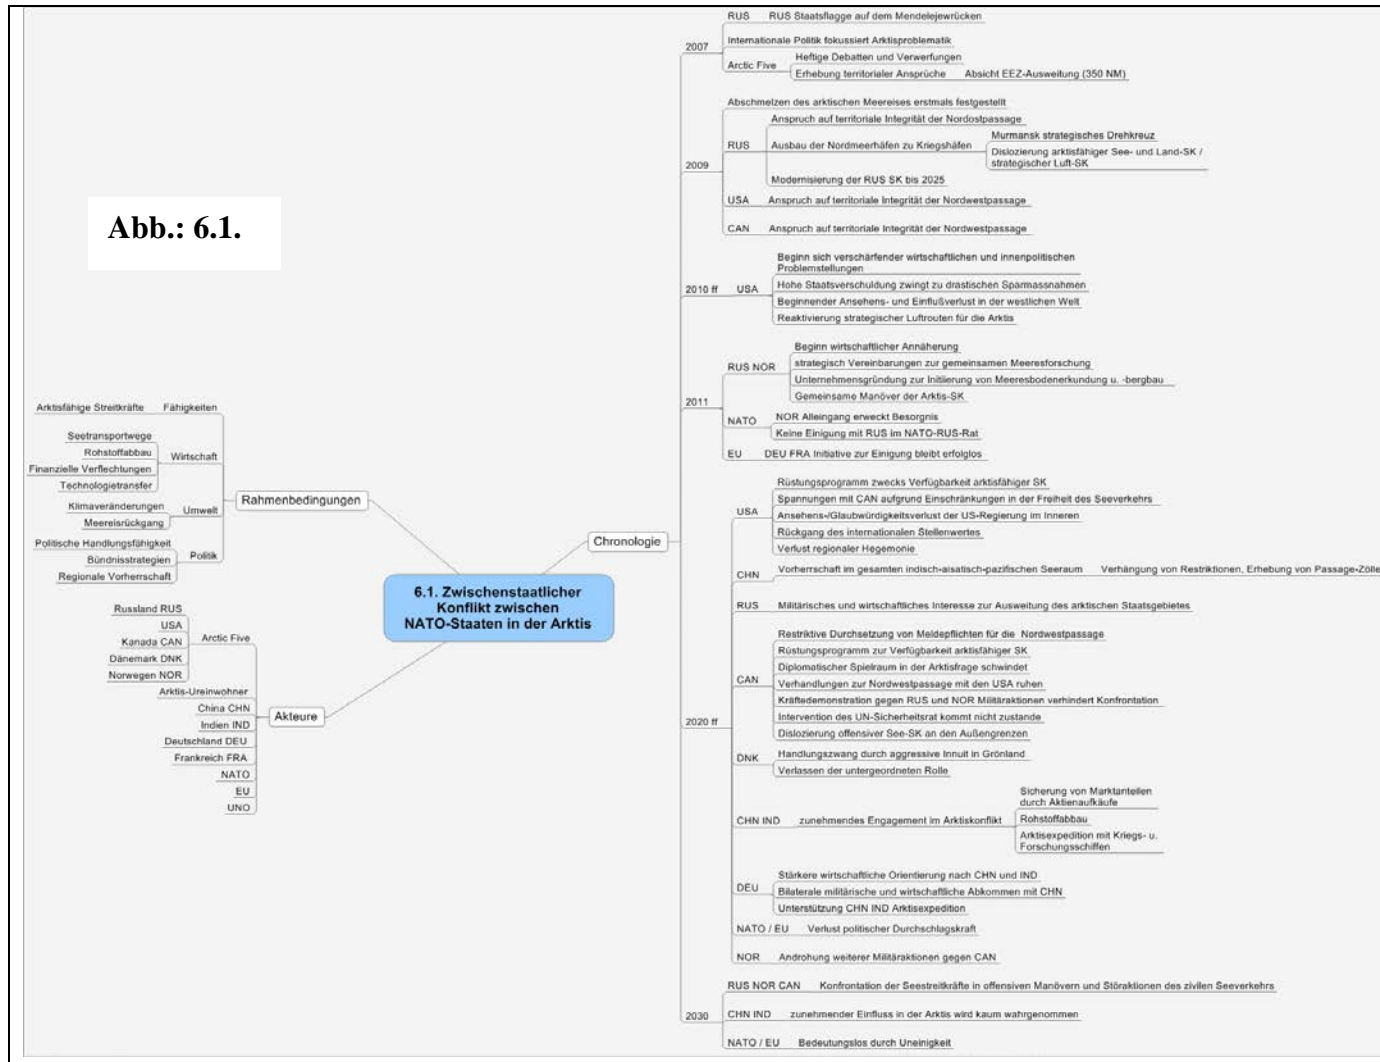 Abb.: 6.1.
6.1. Zwischenstaatlicher
Konflikt zwischen
NATO-Staaten in der Arktis
Rahmenbedingungen
Arktisfähige Streitkräfte Fähigkeiten
Seetransportwege
Rohstoffabbau
Finanzielle Verflechtungen
Technologietransfer
Wirtschaft
Klimaveränderungen
Meereisrückgang
Umwelt
Politische Handlungsfähigkeit
Bündnisstrategien
Regionale Vorherrschaft
Politik
Akteure
Russland RUS
USA
Kanada CAN
Dänemark DNK
Norwegen NOR
Arctic Five
Arktis-Ureinwohner
China CHN
Indien IND
Deutschland DEU
Frankreich FRA
NATO
EU
UNO
Chronologie
2007
RUS RUS Staatsflagge auf dem Mendelejewrücken
Internationale Politik fokussiert Arktisproblematik
Arctic Five
Heftige Debatten und Verwerfungen
Erhebung territorialer Ansprüche Absicht EEZ-Ausweitung (350 NM)
2009
Abschmelzen des arktischen Meereises erstmals festgestellt
RUS
Anspruch auf territoriale Integrität der Nordostpassage
Ausbau der Nordmeerhäfen zu Kriegshäfen
Murmansk strategisches Drehkreuz
Dislozierung arktisfähiger See- und Land-SK /
strategischer Luft-SK
Modernisierung der RUS SK bis 2025
USA Anspruch auf territoriale Integrität der Nordwestpassage
CAN Anspruch auf territoriale Integrität der Nordwestpassage
2010 ff
USA
Beginn sich verschärfender wirtschaftlichen und innenpolitischen
Problemstellungen
Hohe Staatsverschuldung zwingt zu drastischen Sparmassnahmen
Beginnender Ansehens- und Einflußverlust in der westlichen Welt
Reaktivierung strategischer Luftrouten für die Arktis
2011
RUS NOR
Beginn wirtschaftlicher Annäherung
strategisch Vereinbarungen zur gemeinsamen Meeresforschung
Unternehmensgründung zur Initiierung von Meeresbodenerkundung u. -bergbau
Gemeinsame Manöver der Arktis-SK
NATO
NOR Alleingang erweckt Besorgnis
Keine Einigung mit RUS im NATO-RUS-Rat
EU DEU FRA Initiative zur Einigung bleibt erfolglos
2020 ff
USA
Rüstungsprogramm zwecks Verfügbarkeit arktisfähiger SK
Spannungen mit CAN aufgrund Einschränkungen in der Freiheit des Seeverkehrs
Ansehens-/Glaubwürdigkeitsverlust der US-Regierung im Inneren
Rückgang des internationalen Stellenwertes
Verlust regionaler Hegemonie
CHN Vorherrschaft im gesamten indisch-aisatisch-pazifischen Seeraum Verhängung von Restriktionen, Erhebung von Passage-Zölle
RUS Militärisches und wirtschaftliches Interesse zur Ausweitung des arktischen Staatsgebietes
CAN
Restriktive Durchsetzung von Meldepflichten für die Nordwestpassage
Rüstungsprogramm zur Verfügbarkeit arktisfähiger SK
Diplomatischer Spielraum in der Arktisfrage schwindet
Verhandlungen zur Nordwestpassage mit den USA ruhen
Kräftedemonstration gegen RUS und NOR Militäraktionen verhindert Konfrontation
Intervention des UN-Sicherheitsrat kommt nicht zustande
Dislozierung offensiver See-SK an den Außengrenzen
DNK
Handlungszwang durch aggressive Innuit in Grönland
Verlassen der untergeordneten Rolle
CHN IND zunehmendes Engagement im Arktiskonflikt
Sicherung von Marktanteilen
durch Aktienaufkäufe
Rohstoffabbau
Arktisexpedition mit Kriegs- u.
Forschungsschiffen
DEU
Stärkere wirtschaftliche Orientierung nach CHN und IND
Bilaterale militärische und wirtschaftliche Abkommen mit CHN
Unterstützung CHN IND Arktisexpedition
NATO / EU Verlust politischer Durchschlagskraft
NOR Androhung weiterer Militäraktionen gegen CAN
2030
RUS NOR CAN Konfrontation der Seestreitkräfte in offensiven Manövern und Störaktionen des zivilen Seeverkehrs
CHN IND zunehmender Einfluss in der Arktis wird kaum wahrgenommen
NATO / EU Bedeutungslos durch Uneinigkeit